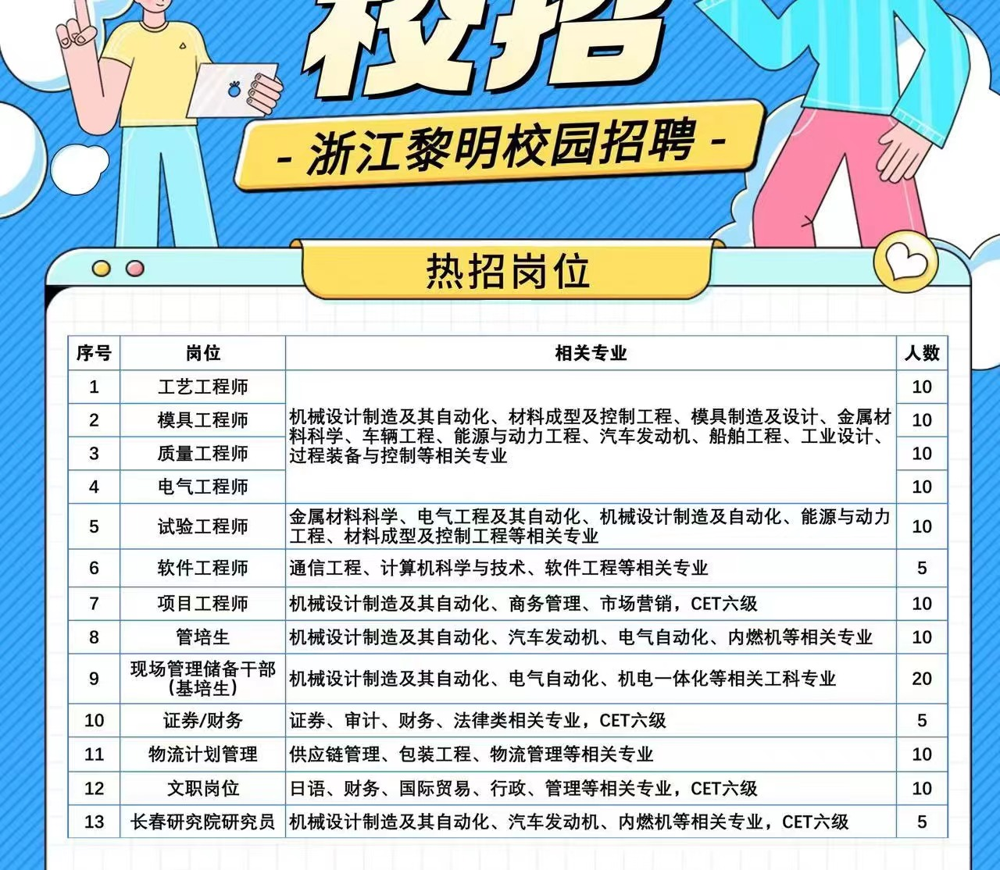 校招
- 浙江黎明校园招聘 -
热招岗位
序号 岗位 相关专业 人数
1 工艺工程师 10
2 模具工程师 10
3 质量工程师 10
4 电气工程师 10
机械设计制造及其自动化、材料成型及控制工程、模具制造及设计、金属材
料科学、车辆工程、能源与动力工程、汽车发动机、船舶工程、工业设计、
过程装备与控制等相关专业
5 试验工程师 金属材料科学、电气工程及其自动化、机械设计制造及自动化、能源与动力 10
工程、材料成型及控制工程等相关专业
6 软件工程师 通信工程、计算机科学与技术、软件工程等相关专业 5
7 项目工程师 机械设计制造及其自动化、商务管理、市场营销，CET六级 10
8 管培生 机械设计制造及其自动化、汽车发动机、电气自动化、内燃机等相关专业 10
9 现场管理储备干部 机械设计制造及其自动化、电气自动化、机电一体化等相关工科专业 20
（基培生）
10 证券/财务 证券、审计、财务、法律类相关专业，CET六级 5
11 物流计划管理 供应链管理、包装工程、物流管理等相关专业 10
12 文职岗位 日语、财务、国际贸易、行政、管理等相关专业，CET六级 10
13 长春研究院研究员 机械设计制造及其自动化、汽车发动机、内燃机等相关专业，CET六级 5